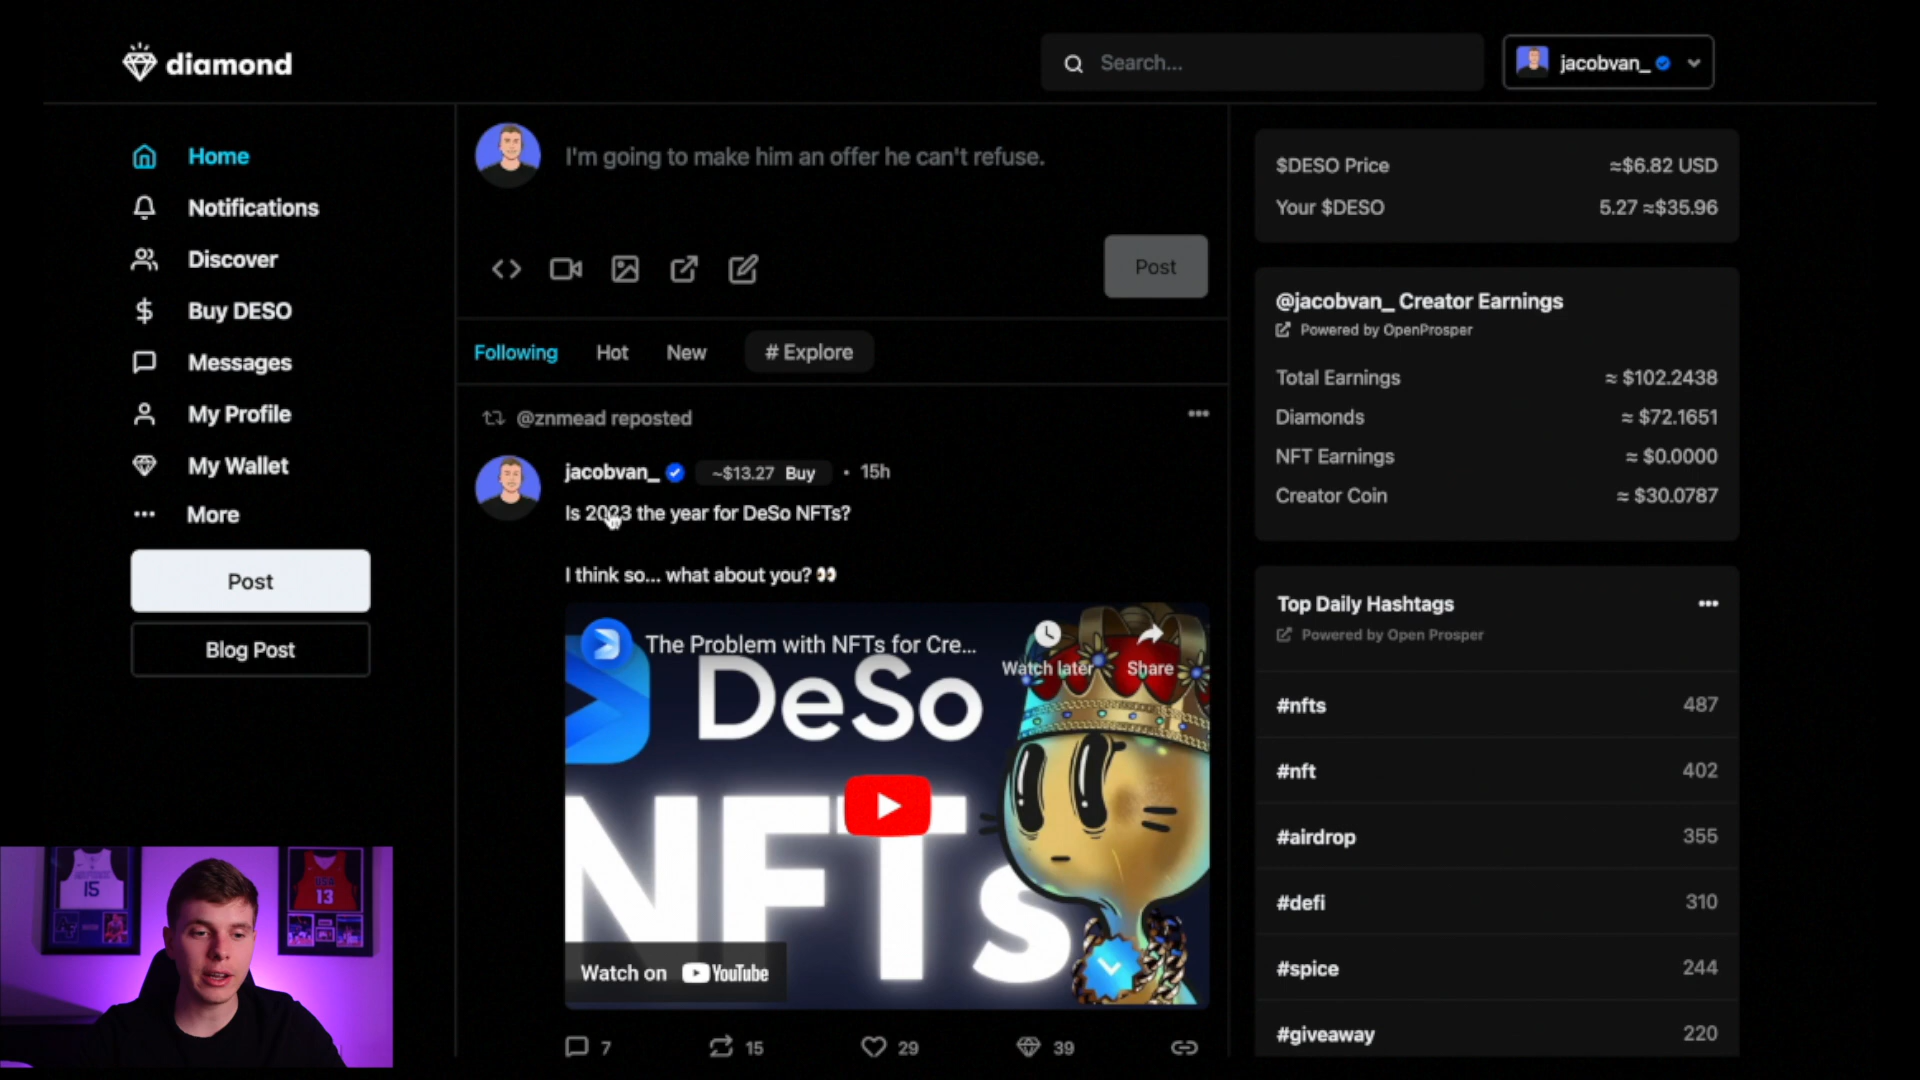 diamond
Search...
jacobvan_
Home
Notifications
Discover
Buy DESO
Messages
My Profile
My Wallet
More
Post
Blog Post
I'm going to make him an offer he can't refuse.
Post
Following
Hot
New
# Explore
@znmead reposted
jacobvan_
~$13.27 Buy
• 15h
Is 2023 the year for DeSo NFTs?
I think so... what about you? 👀
The Problem with NFTs for Cre...
Watch later
Share
DeSo
NFTs
Watch on YouTube
7
15
29
39
$DESO Price
≈$6.82 USD
Your $DESO
5.27 ≈$35.96
@jacobvan_ Creator Earnings
Powered by OpenProsper
Total Earnings
≈ $102.2438
Diamonds
≈ $72.1651
NFT Earnings
≈ $0.0000
Creator Coin
≈ $30.0787
Top Daily Hashtags
Powered by Open Prosper
#nfts
487
#nft
402
#airdrop
355
#defi
310
#spice
244
#giveaway
220
15
USA
13